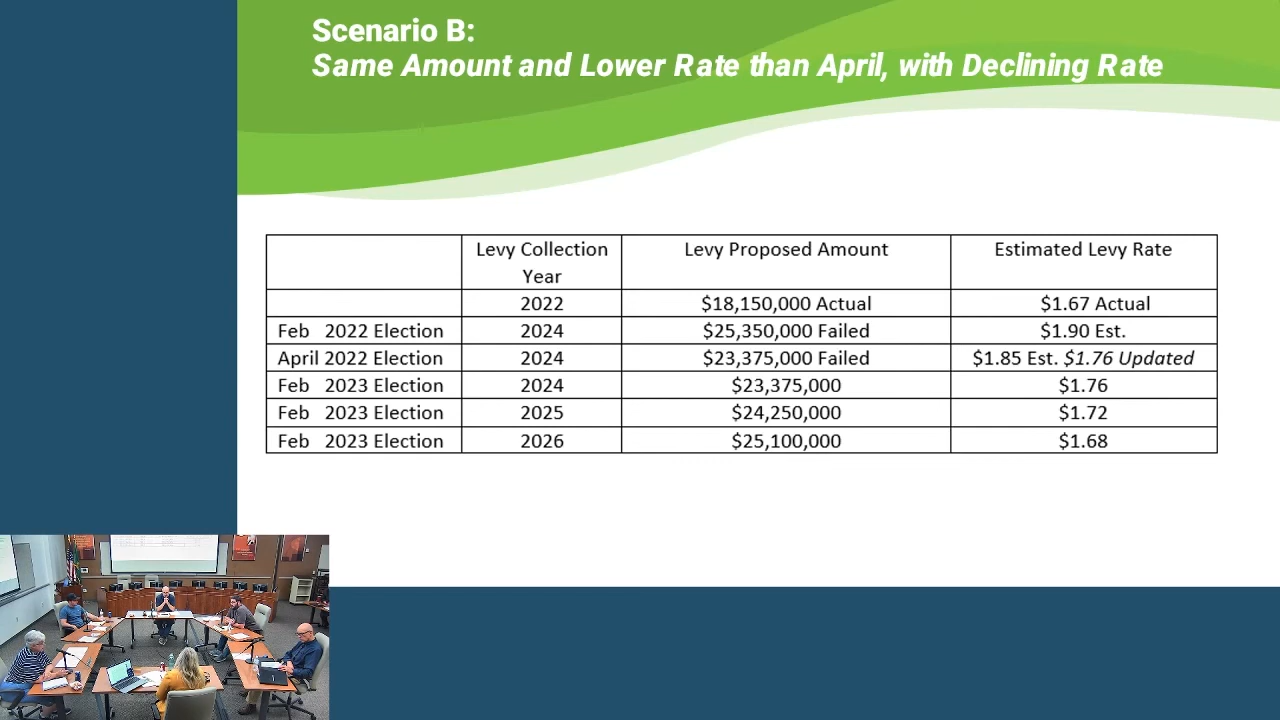 Scenario B:
Same Amount and Lower Rate than April, with Declining Rate
Levy Collection Year Levy Proposed Amount Estimated Levy Rate
2022 $18,150,000 Actual $1.67 Actual
Feb 2022 Election 2024 $25,350,000 Failed $1.90 Est.
April 2022 Election 2024 $23,375,000 Failed $1.85 Est. $1.76 Updated
Feb 2023 Election 2024 $23,375,000 $1.76
Feb 2023 Election 2025 $24,250,000 $1.72
Feb 2023 Election 2026 $25,100,000 $1.68